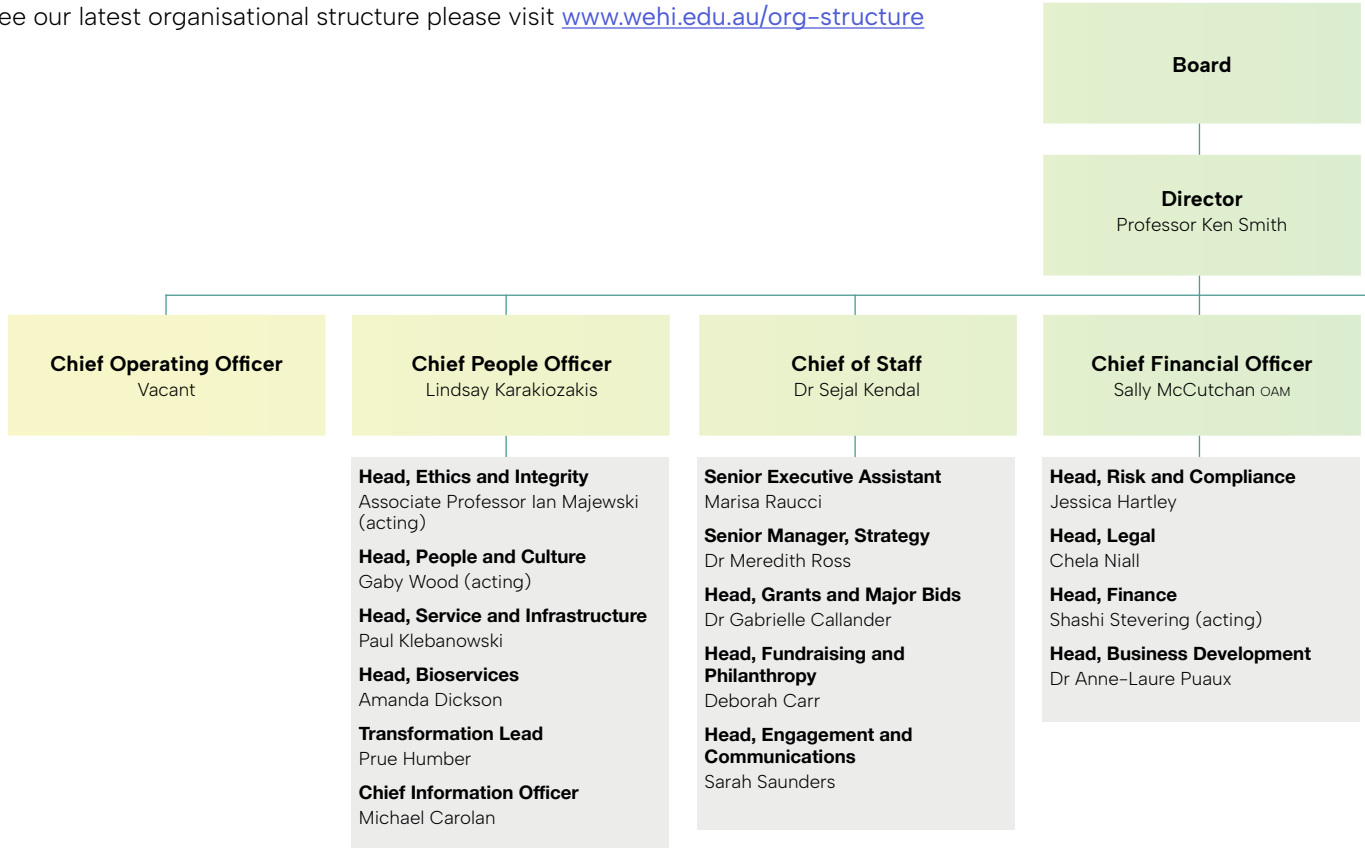 ee our latest organisational structure please visit www.wehi.edu.au/org-structure
Board
Director
Professor Ken Smith
Chief Operating Officer
Vacant
Chief People Officer
Lindsay Karakiozakis
Chief of Staff
Dr Sejal Kendal
Chief Financial Officer
Sally McCutchan OAM
Head, Ethics and Integrity
Associate Professor Ian Majewski
(acting)
Head, People and Culture
Gaby Wood (acting)
Head, Service and Infrastructure
Paul Klebanowski
Head, Bioservices
Amanda Dickson
Transformation Lead
Prue Humber
Chief Information Officer
Michael Carolan
Senior Executive Assistant
Marisa Raucci
Senior Manager, Strategy
Dr Meredith Ross
Head, Grants and Major Bids
Dr Gabrielle Callander
Head, Fundraising and
Philanthropy
Deborah Carr
Head, Engagement and
Communications
Sarah Saunders
Head, Risk and Compliance
Jessica Hartley
Head, Legal
Chela Niall
Head, Finance
Shashi Stevering (acting)
Head, Business Development
Dr Anne-Laure Puaux